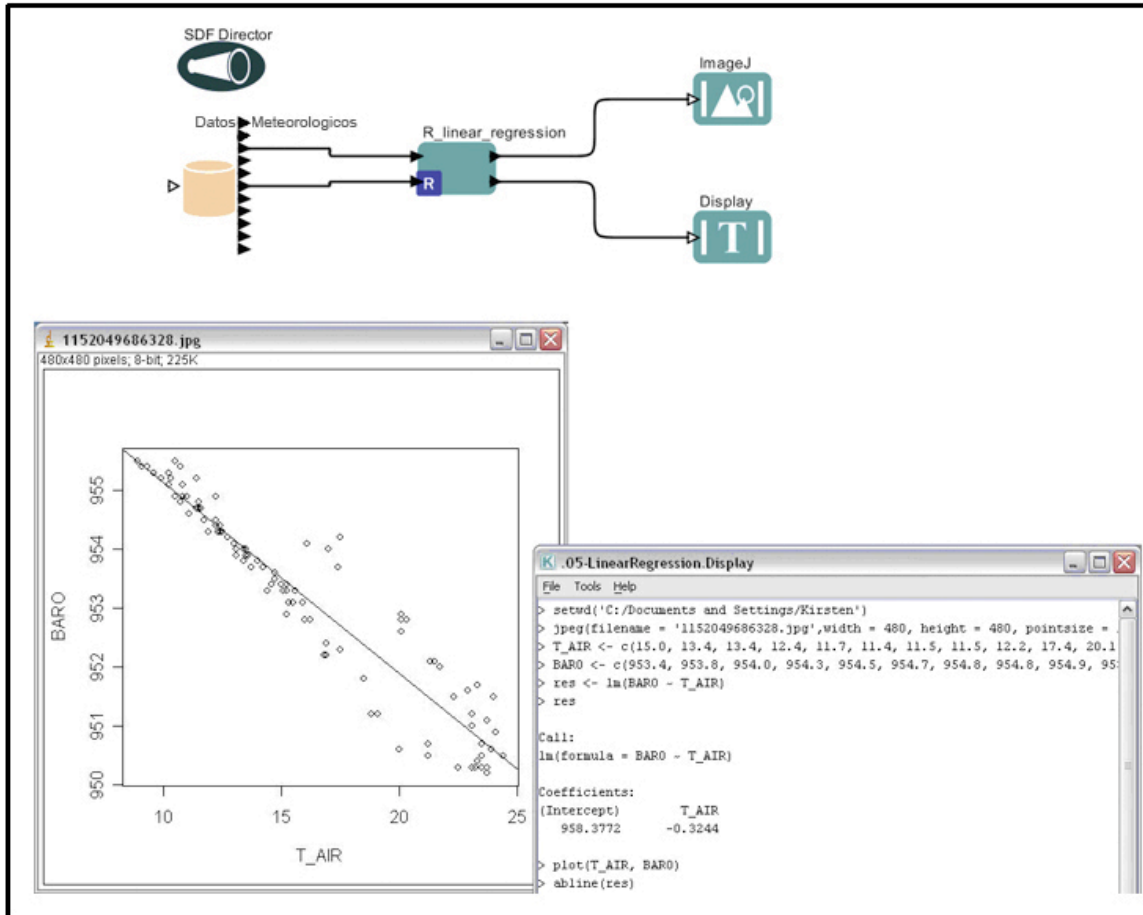 SDF Director
ImageJ
Datos Meteorologicos
R_linear_regression
R
Display
T
1152049686328.jpg
480x480 pixels; 8-bit; 225K
BARO
955
954
953
952
951
950
10 15 20 25
T_AIR
.05-LinearRegression.Display
File Tools Help
> setwd('C:/Documents and Settings/Kirsten')
> jpeg(filename = '1152049686328.jpg',width = 480, height = 480, pointsize =
> T_AIR <- c(15.0, 13.4, 13.4, 12.4, 11.7, 11.4, 11.5, 11.5, 12.2, 17.4, 20.1
> BARO <- c(953.4, 953.8, 954.0, 954.3, 954.5, 954.7, 954.8, 954.8, 954.9,
> res <- lm(BARO ~ T_AIR)
> res
Call:
lm(formula = BARO ~ T_AIR)
Coefficients:
(Intercept) T_AIR
958.3772 -0.3244
> plot(T_AIR, BARO)
> abline(res)